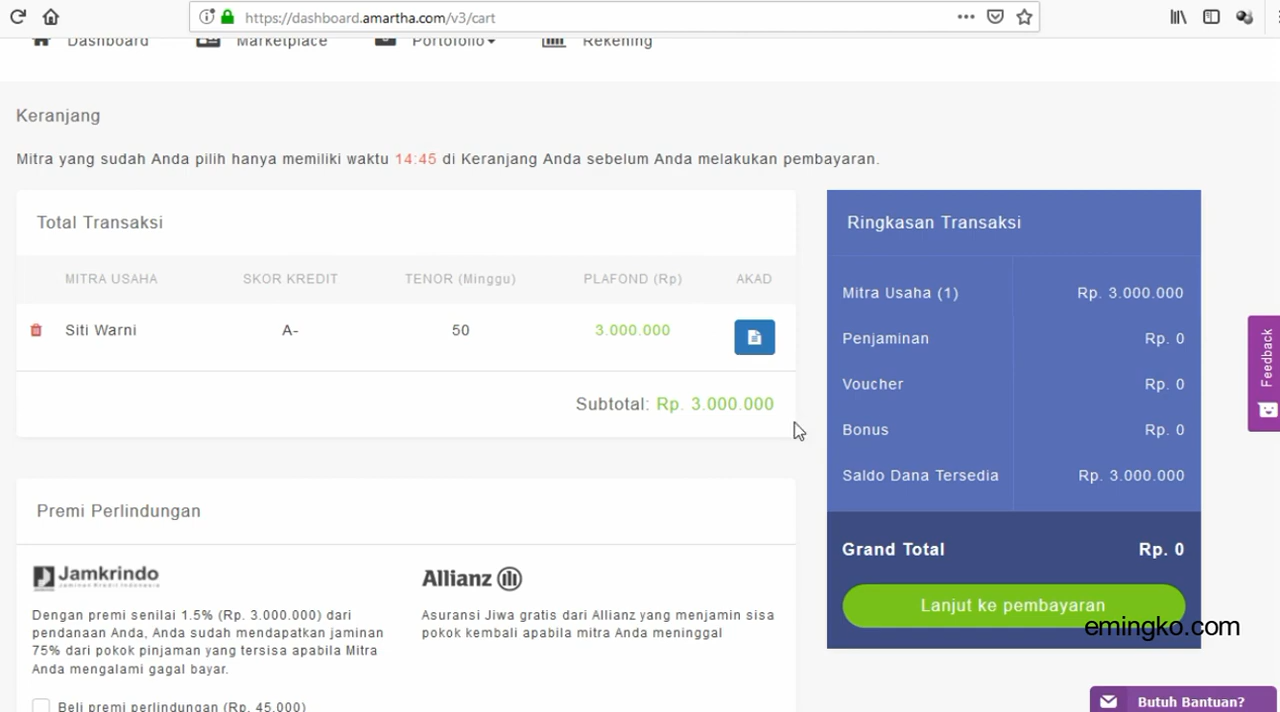 https://dashboard.amartha.com/v3/cart
Dashboard
Marketplace
Portofolio
Rekening
Keranjang
Mitra yang sudah Anda pilih hanya memiliki waktu 14:45 di Keranjang Anda sebelum Anda melakukan pembayaran.
Total Transaksi
MITRA USAHA SKOR KREDIT TENOR (Minggu) PLAFOND (Rp) AKAD
Siti Warni A- 50 3.000.000
Subtotal: Rp. 3.000.000
Premi Perlindungan
Jamkrindo
Jaminan Kredit Indonesia
Dengan premi senilai 1.5% (Rp. 3.000.000) dari
pendanaan Anda, Anda sudah mendapatkan jaminan
75% dari pokok pinjaman yang tersisa apabila Mitra
Anda mengalami gagal bayar.
Beli premi perlindungan (Rp. 45.000)
Allianz
Asuransi Jiwa gratis dari Allianz yang menjamin sisa
pokok kembali apabila mitra Anda meninggal
Ringkasan Transaksi
Mitra Usaha (1) Rp. 3.000.000
Penjaminan Rp. 0
Voucher Rp. 0
Bonus Rp. 0
Saldo Dana Tersedia Rp. 3.000.000
Grand Total Rp. 0
Lanjut ke pembayaran
emingko.com
Feedback
Butuh Bantuan?